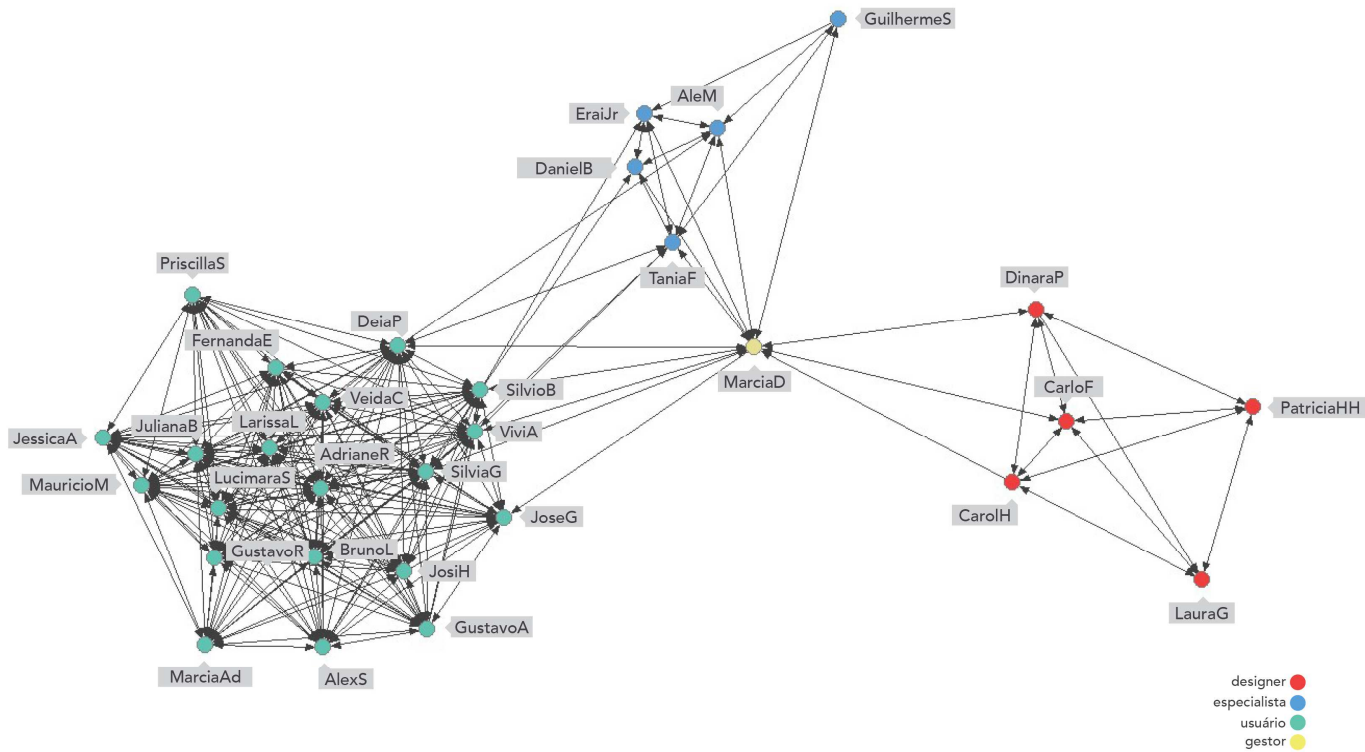 GuilhermeS
AleM
EraiJr
DanielB
TaniaF
PriscillaS
DinaraP
DeiaP
FernandaE
MarciaD
CarloF
SilvioB
VeidaC
PatriciaHH
JulianaB
LarissaL
ViviA
JessicaA
AdrianeR
SilviaG
LucimaraS
MauricioM
JoseG
CarolH
GustavoR
BrunoL
JosiH
LauraG
GustavoA
MarciaAd
AlexS
designer
especialista
usuário
gestor